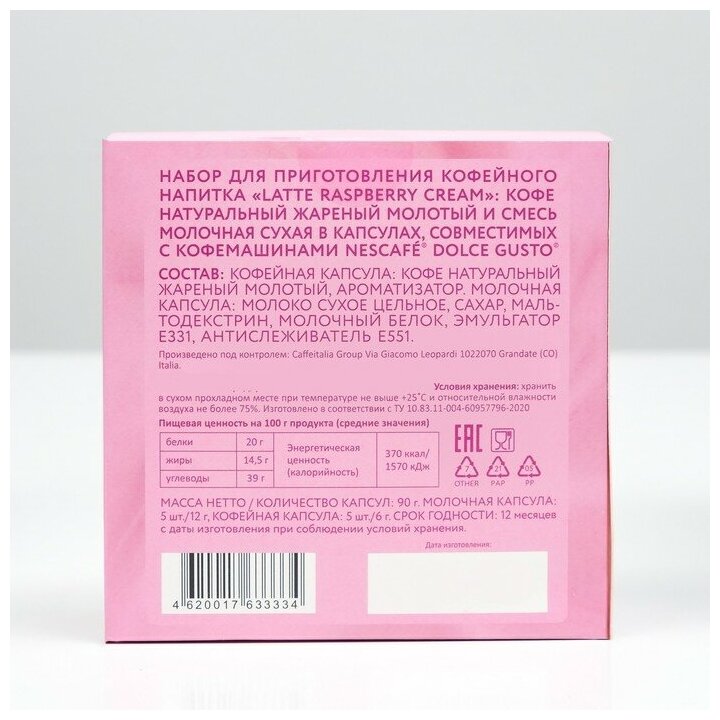 НАБОР ДЛЯ ПРИГОТОВЛЕНИЯ КОФЕЙНОГО
НАПИТКА «LATTE RASPBERRY CREAM»: КОФЕ
НАТУРАЛЬНЫЙ ЖАРЕНЫЙ МОЛОТЫЙ И СМЕСЬ
МОЛОЧНАЯ СУХАЯ В КАПСУЛАХ, СОВМЕСТИМЫХ
С КОФЕМАШИНАМИ NESCAFÉ® DOLCE GUSTO®
СОСТАВ: КОФЕЙНАЯ КАПСУЛА: КОФЕ НАТУРАЛЬНЫЙ
ЖАРЕНЫЙ МОЛОТЫЙ, АРОМАТИЗАТОР. МОЛОЧНАЯ
КАПСУЛА: МОЛОКО СУХОЕ ЦЕЛЬНОЕ, САХАР, МАЛЬ-
ТОДЕКСТРИН, МОЛОЧНЫЙ БЕЛОК, ЭМУЛЬГАТОР
Е331, АНТИСЛЕЖИВАТЕЛЬ Е551.
Произведено под контролем: Caffeitalia Group Via Giacomo Leopardi 1022070 Grandate (CO)
Italia.
Условия хранения: хранить
в сухом прохладном месте при температуре не выше +25˚С и относительной влажности
воздуха не более 75%. Изготовлено в соответствии с ТУ 10.83.11-004-60957796-2020
Пищевая ценность на 100 г продукта (средние значения)
белки 20 г
жиры 14,5 г
углеводы 39 г
Энергетическая
ценность
(калорийность)
370 ккал/
1570 кДж
EAC
7 21 05
OTHER PAP PP
МАССА НЕТТО / КОЛИЧЕСТВО КАПСУЛ: 90 г. МОЛОЧНАЯ КАПСУЛА:
5 шт./12 г, КОФЕЙНАЯ КАПСУЛА: 5 шт./6 г. СРОК ГОДНОСТИ: 12 месяцев
с даты изготовления при соблюдении условий хранения.
Дата изготовления:
4 620017 633334